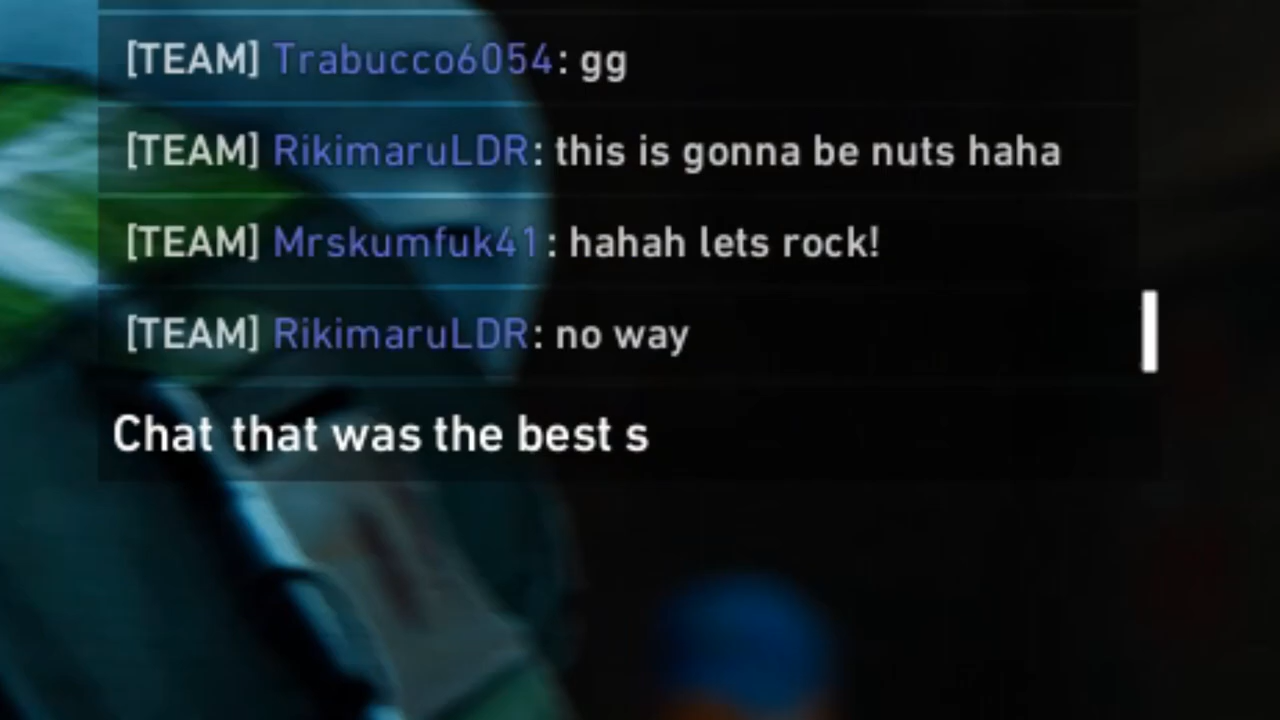 [TEAM] Trabucco6054: gg
[TEAM] RikimaruLDR: this is gonna be nuts haha
[TEAM] Mrskumfuk41: hahah lets rock!
[TEAM] RikimaruLDR: no way
Chat that was the best s